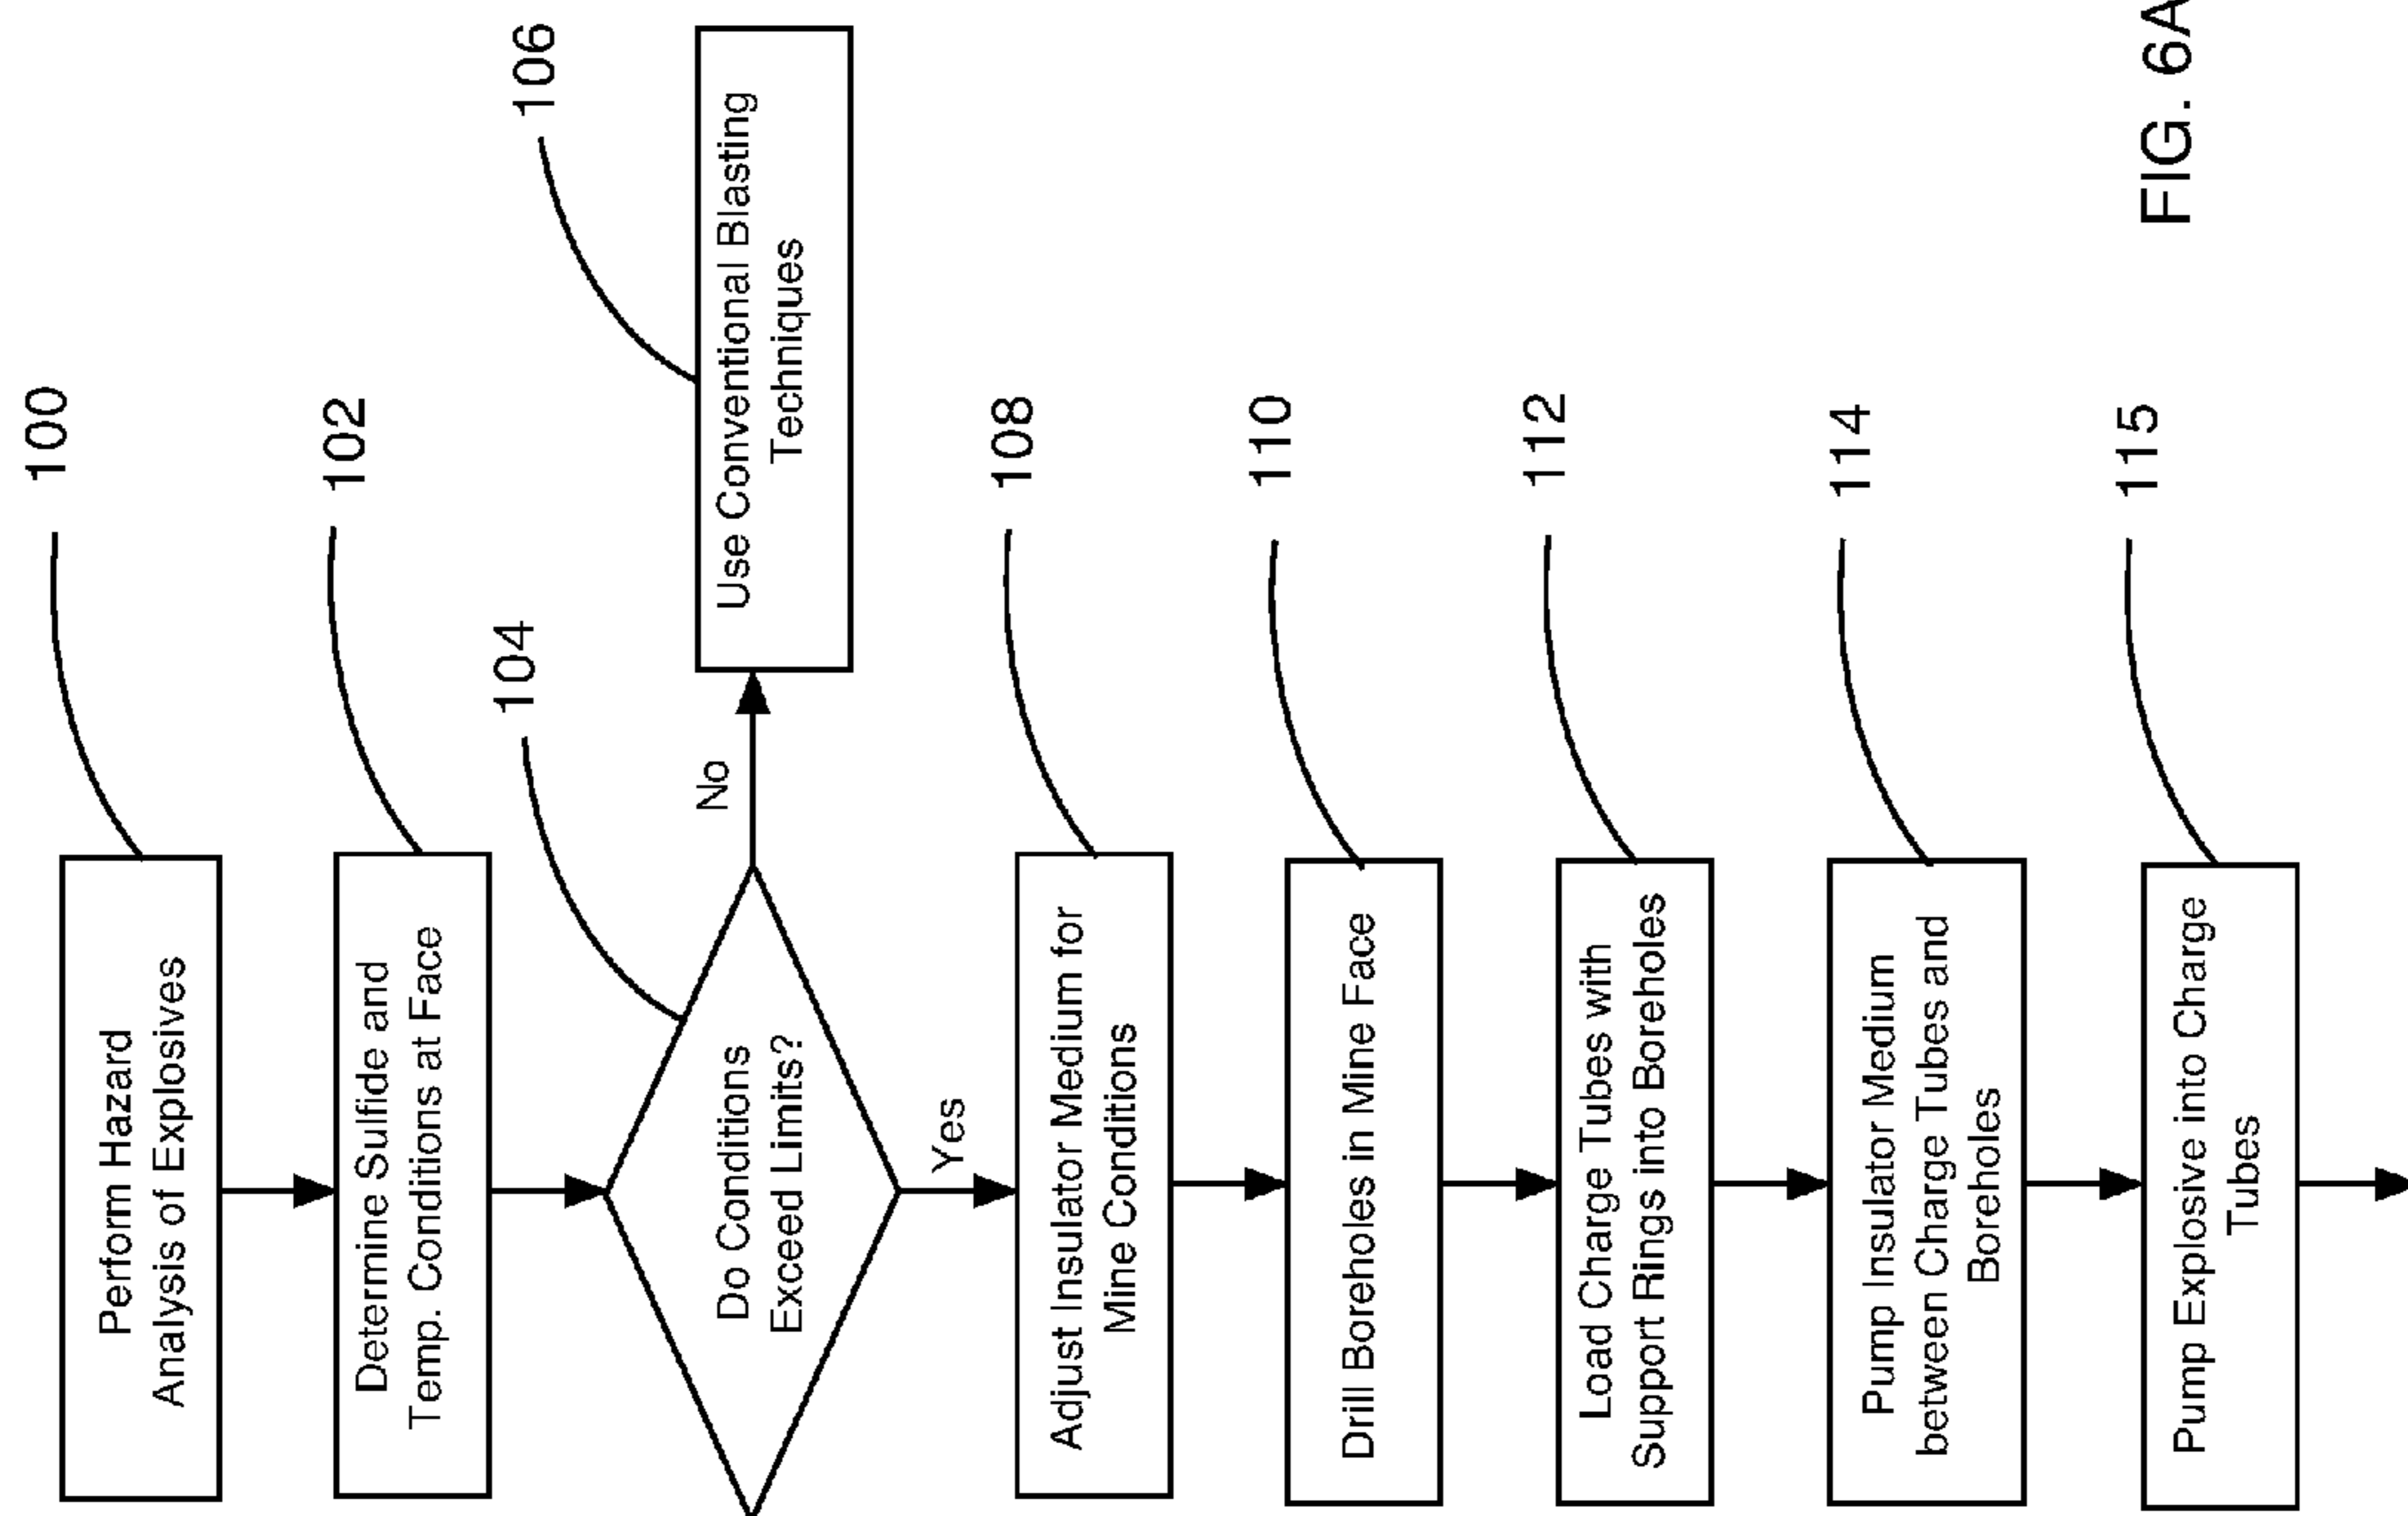 100
Perform Hazard
Analysis of Explosives
102
Determine Sulfide and
Temp. Conditions at Face
104
Do Conditions
Exceed Limits?
No
106
Use Conventional Blasting
Techniques
Yes
108
Adjust Insulator Medium for
Mine Conditions
110
Drill Boreholes in Mine Face
112
Load Charge Tubes with
Support Rings into Boreholes
114
Pump Insulator Medium
between Charge Tubes and
Boreholes
115
Pump Explosive into Charge
Tubes
FIG. 6A